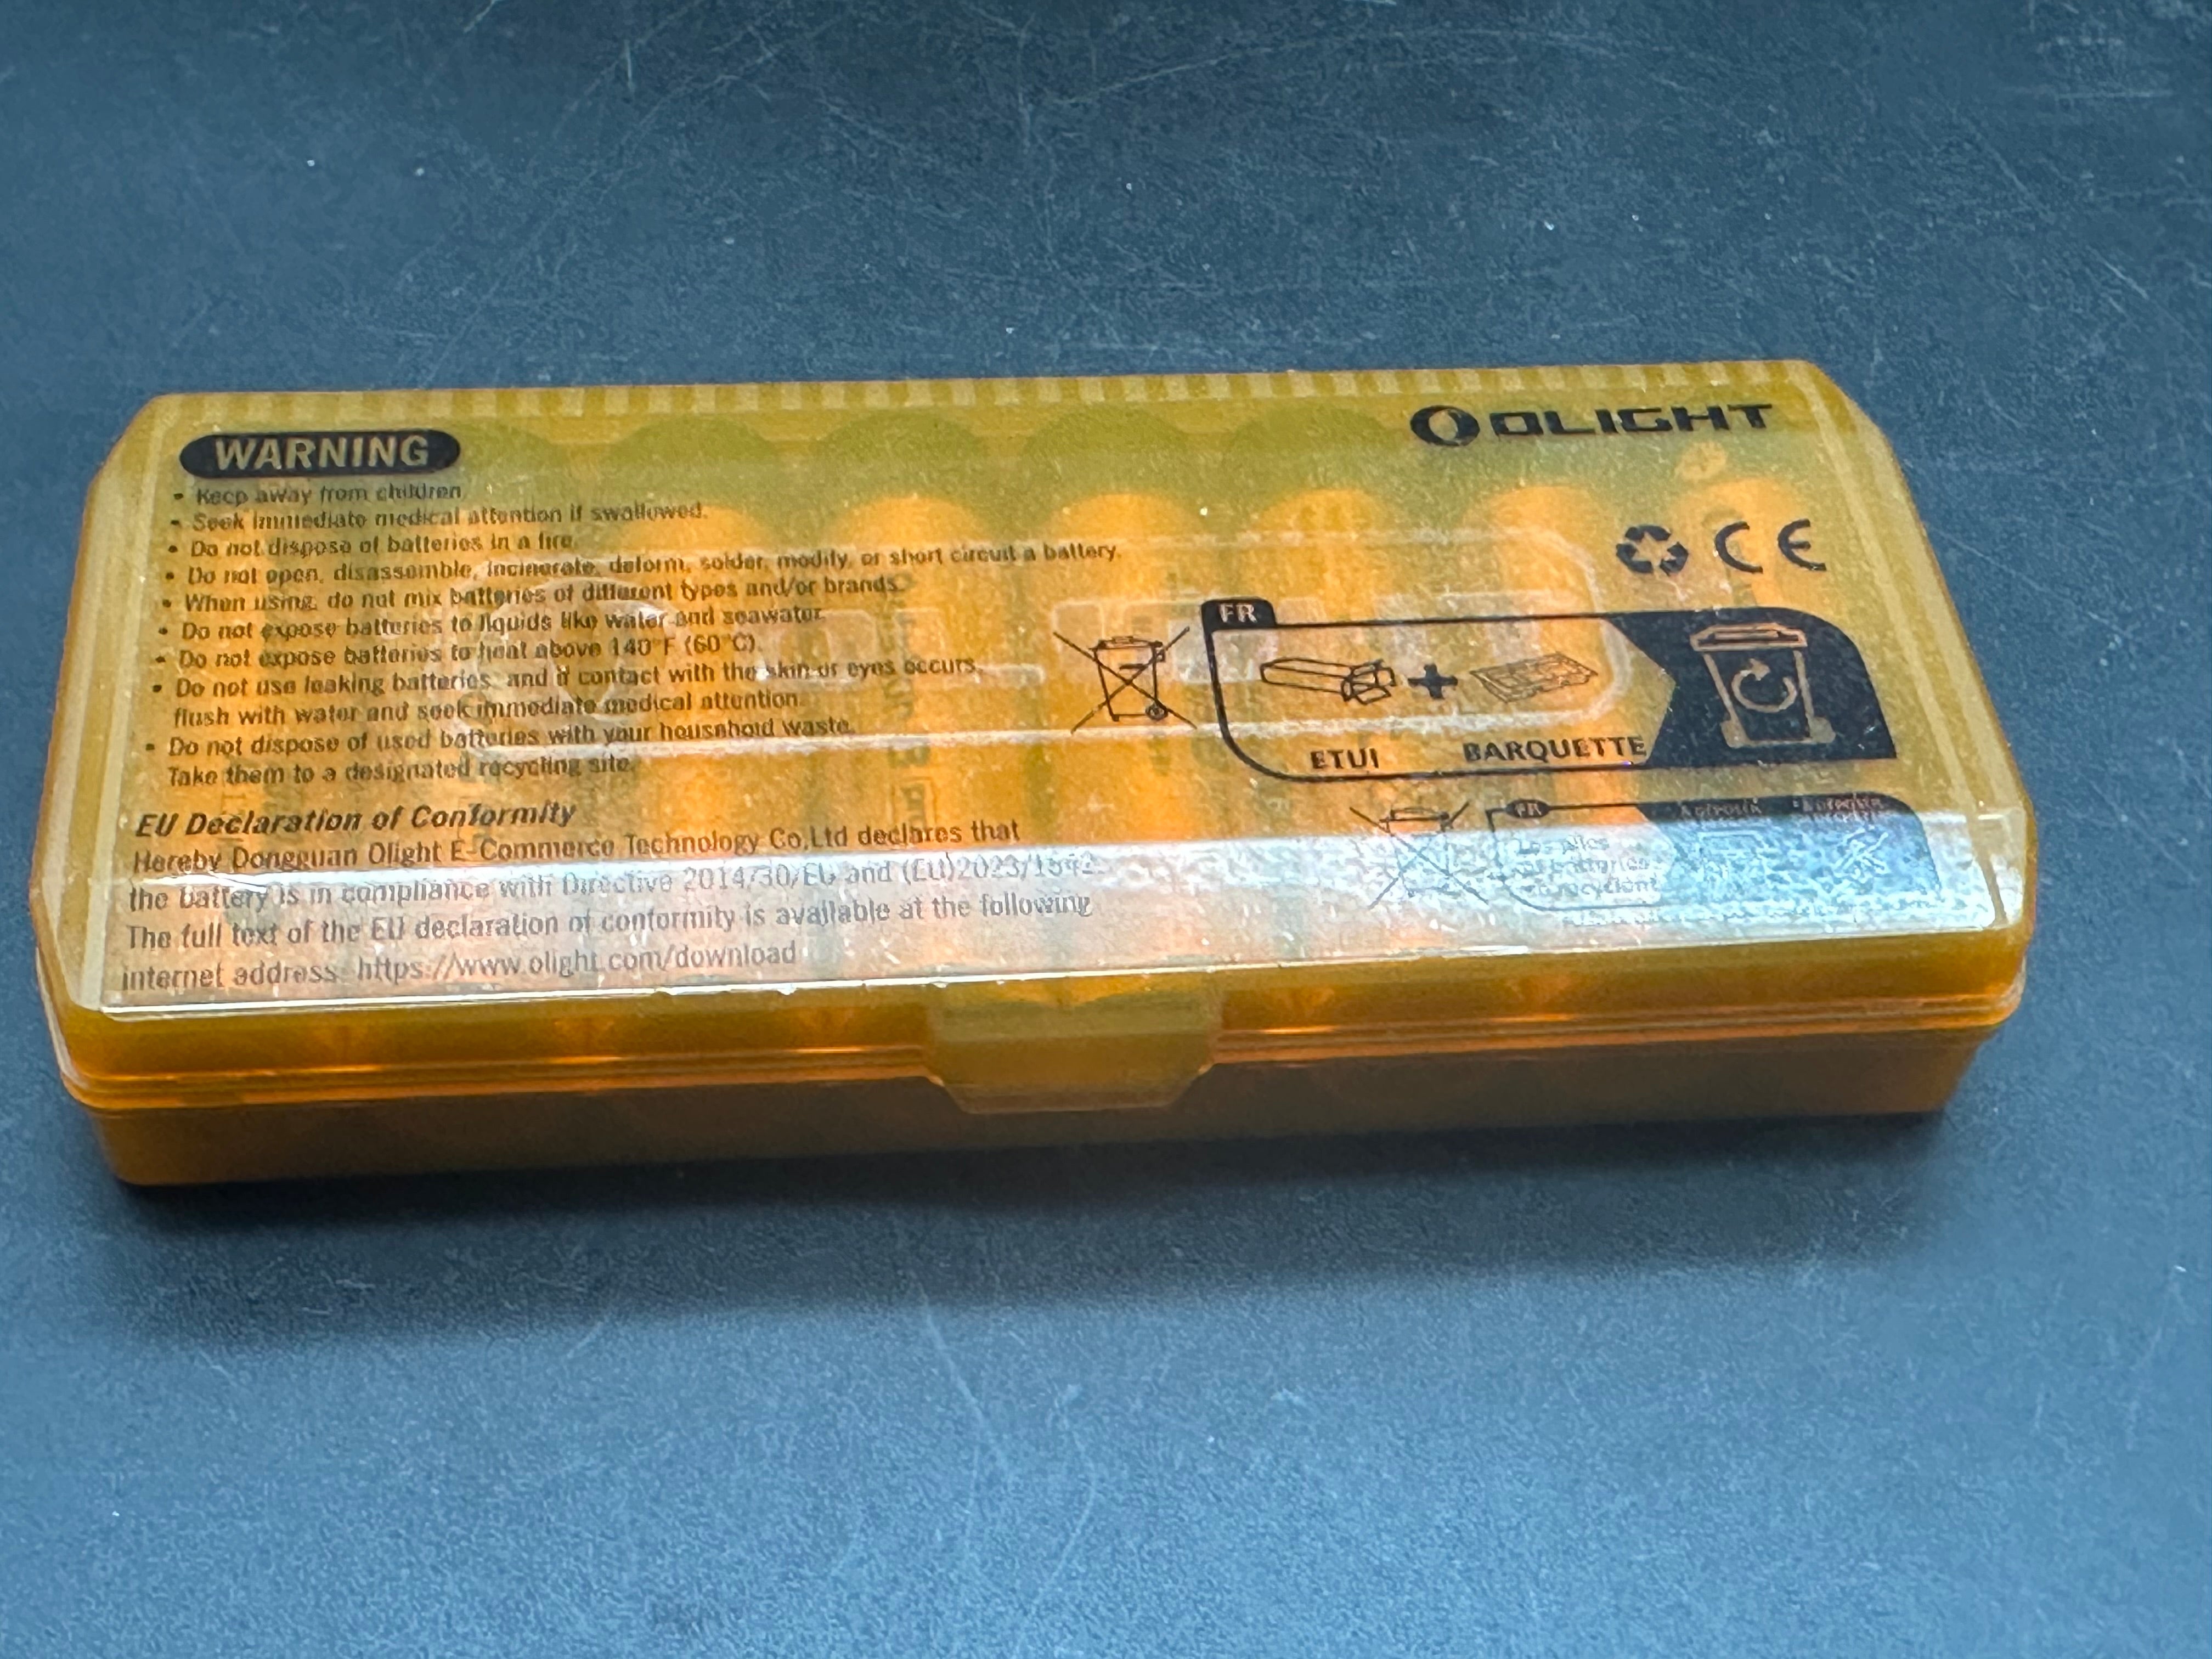 WARNING
OLIGHT
• Keep away from children.
• Seek immediate medical attention if swallowed.
• Do not dispose of batteries in a fire.
• Do not open, disassemble, incinerate, deform, solder, modify, or short circuit a battery.
• When using, do not mix batteries of different types and/or brands.
• Do not expose batteries to liquids like water and seawater.
• Do not expose batteries to heat above 140°F (60°C).
• Do not use leaking batteries, and if contact with the skin or eyes occurs,
flush with water and seek immediate medical attention.
• Do not dispose of used batteries with your household waste.
Take them to a designated recycling site.
CE
FR
ETUI + BARQUETTE
EU Declaration of Conformity
Hereby Dongguan Olight E-Commerce Technology Co,Ltd declares that
the battery is in compliance with Directive 2014/30/EU and (EU)2023/1542.
The full text of the EU declaration of conformity is available at the following
internet address: https://www.olight.com/download
FR